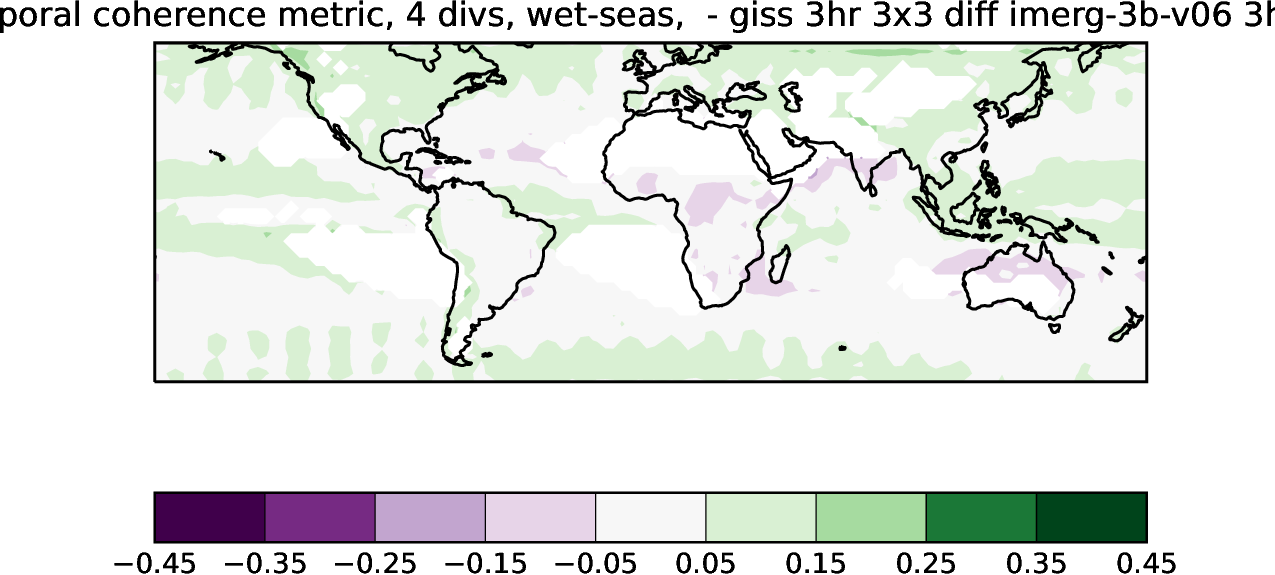 poral coherence metric, 4 divs, wet-seas,  - giss 3hr 3x3 diff imerg-3b-v06 3h
−0.45 −0.35 −0.25 −0.15 −0.05 0.05 0.15 0.25 0.35 0.45